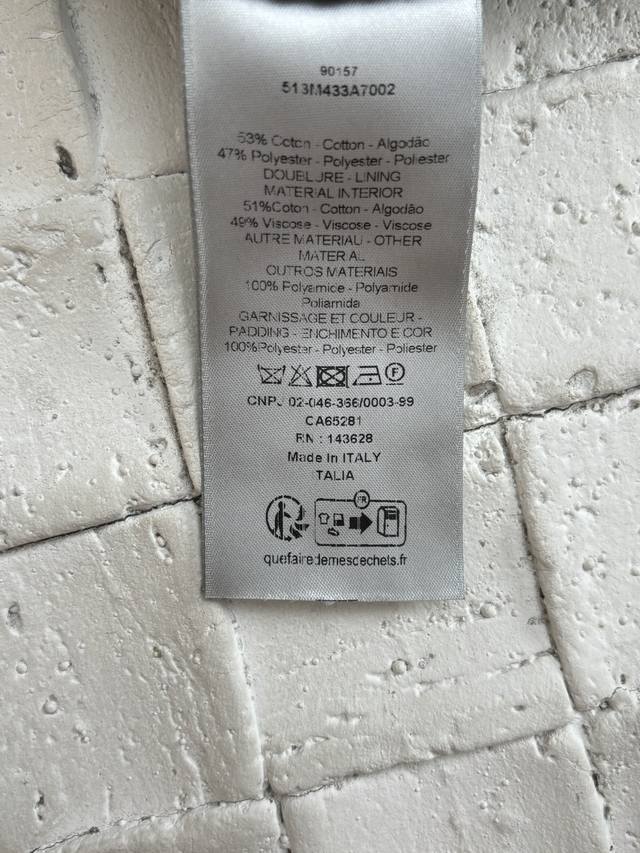 90157
513M433A7002
53% Coton - Cotton - Algodão
47% Polyester - Polyester - Poliester
DOUBLURE - LINING
MATERIAL INTERIOR
51%Coton - Cotton - Algodão
49% Viscose - Viscose - Viscose
AUTRE MATERIAU - OTHER
MATERIAL
OUTROS MATERIAIS
100% Polyamide - Polyamide
Poliamida
GARNISSAGE ET COULEUR -
PADDING - ENCHIMENTO E COR
100%Polyester - Polyester - Poliester
F
CNPJ 02-046-366/0003-99
CA65281
RN : 143628
Made In ITALY
TALIA
FR
quefairedemesdechets.fr